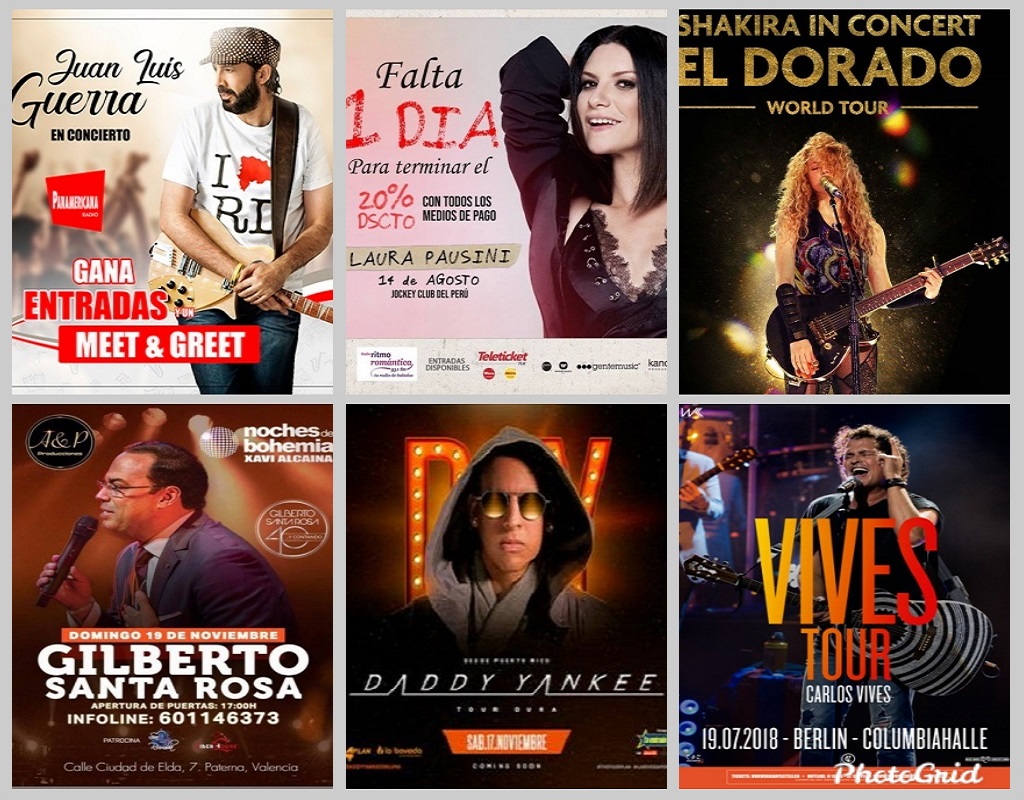 Juan Luis
Guerra
EN CONCIERTO
I
RD
PANAMERICANA
RADIO
GANA
ENTRADAS
Y UN
MEET & GREET
Falta
1 DIA
Para terminar el
20%
DSCTO
CON TODOS LOS
MEDIOS DE PAGO
LAURA PAUSINI
14 de AGOSTO
JOCKEY CLUB DEL PERÚ
ritmo
romántica
ENTRADAS
DISPONIBLES
Teleticket
gentemusic
SHAKIRA IN CONCERT
EL DORADO
WORLD TOUR
A&P
Producciones
noches de
bohemia
XAVI ALCAINA
GILBERTO
SANTA ROSA
40
Y CONTANDO
DOMINGO 19 DE NOVIEMBRE
GILBERTO
SANTA ROSA
APERTURA DE PUERTAS: 17:00H
INFOLINE: 601146373
PATROCINA
Calle Ciudad de Elda, 7. Paterna, Valencia
DY
DESDE PUERTO RICO
DADDY YANKEE
TOUR DURA
SAB.17.NOVIEMBRE
la boveda
COMING SOON
VIVES
TOUR
CARLOS VIVES
19.07.2018 - BERLIN - COLUMBIAHALLE
PhotoGrid